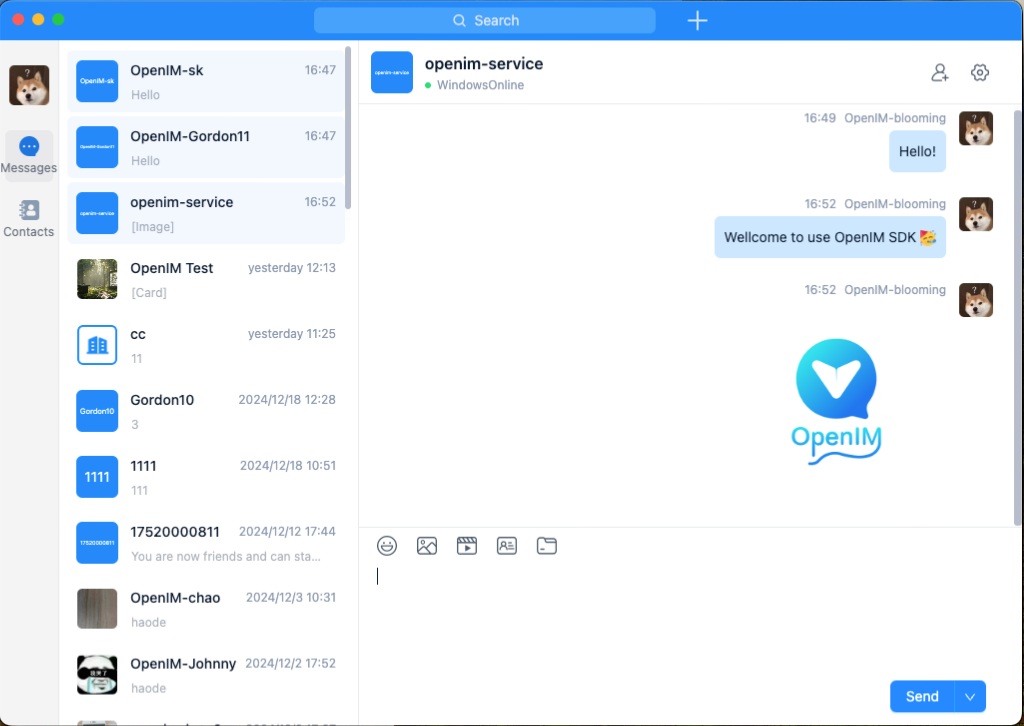 Search
Messages
Contacts
OpenIM-sk
OpenIM-sk 16:47
Hello
OpenIM-Gordon11
OpenIM-Gordon11 16:47
Hello
openim-service
openim-service 16:52
[Image]
OpenIM Test yesterday 12:13
[Card]
cc yesterday 11:25
11
Gordon10
Gordon10 2024/12/18 12:28
3
1111
1111 2024/12/18 10:51
111
17520000811
17520000811 2024/12/12 17:44
You are now friends and can sta...
OpenIM-chao 2024/12/3 10:31
haode
OpenIM-Johnny 2024/12/2 17:52
haode
openim-service
openim-service
WindowsOnline
16:49 OpenIM-blooming
?
Hello!
16:52 OpenIM-blooming
?
Wellcome to use OpenIM SDK 🥳
16:52 OpenIM-blooming
?
OpenIM
Send